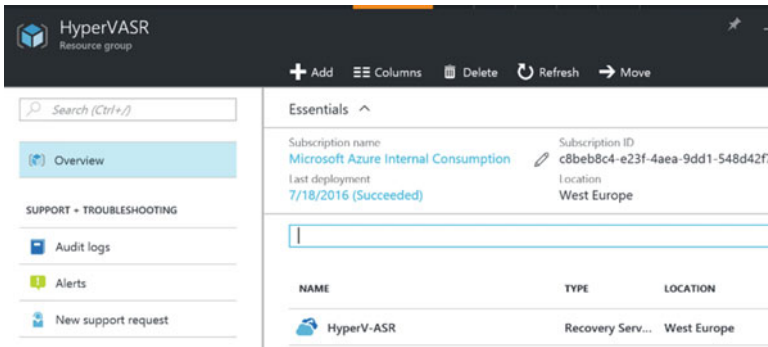 HyperVASR
Resource group
Add Columns Delete Refresh Move
Search (Ctrl+/)
Overview
SUPPORT + TROUBLESHOOTING
Audit logs
Alerts
New support request
Essentials
Subscription name
Microsoft Azure Internal Consumption
Last deployment
7/18/2016 (Succeeded)
Subscription ID
c8beb8c4-e23f-4aea-9dd1-548d42f7
Location
West Europe
NAME TYPE LOCATION
HyperV-ASR Recovery Serv... West Europe